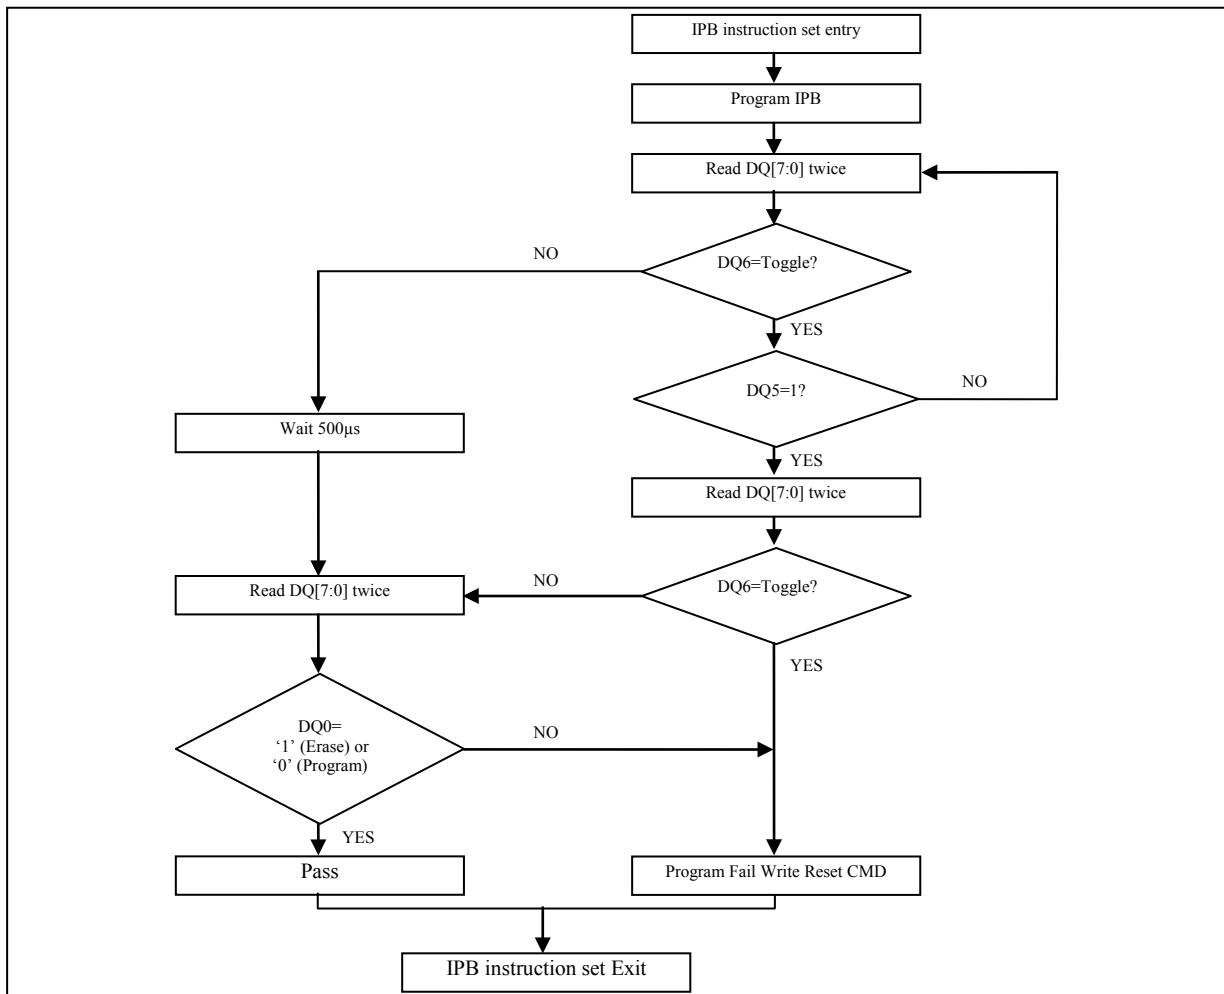 IPB instruction set entry
Program IPB
Read DQ[7:0] twice
DQ6=Toggle?
NO
YES
DQ5=1?
NO
Wait 500µs
YES
Read DQ[7:0] twice
DQ6=Toggle?
NO
Read DQ[7:0] twice
YES
DQ0=
‘1’ (Erase) or
‘0’ (Program)
NO
YES
Pass
Program Fail Write Reset CMD
IPB instruction set Exit